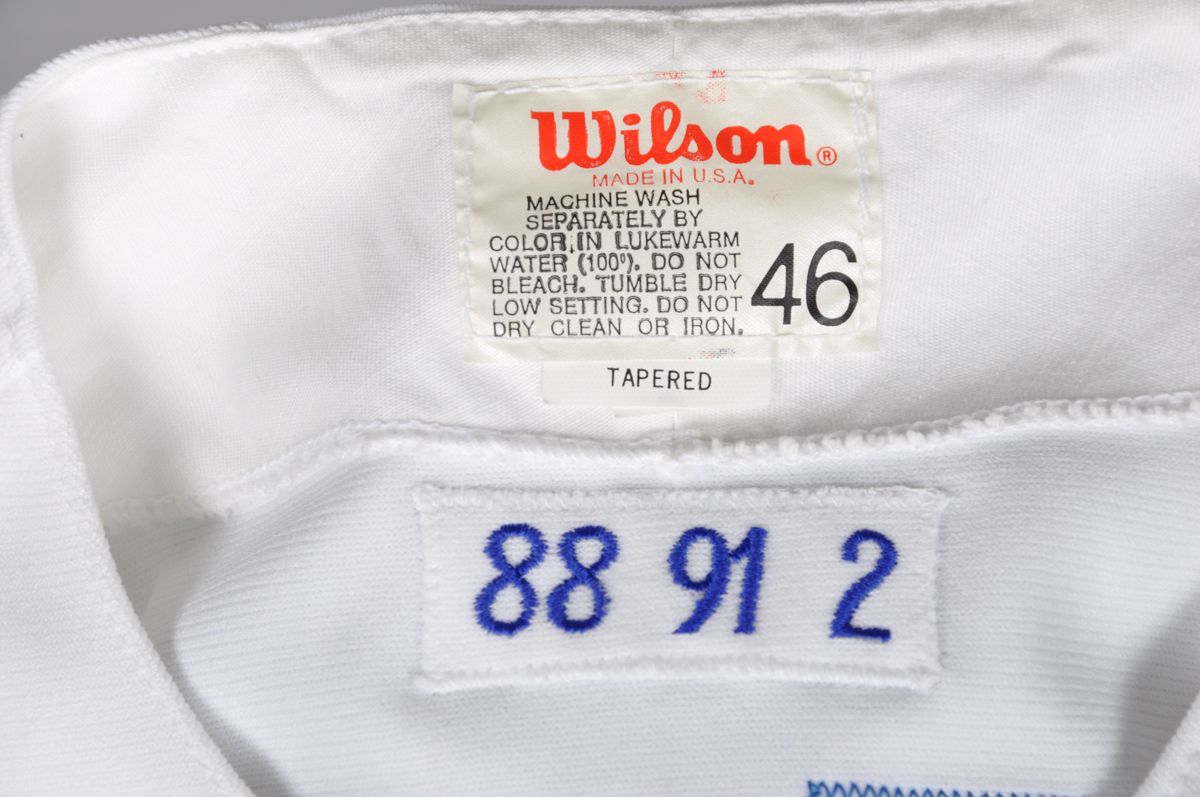 Wilson®
MADE IN U.S.A.
MACHINE WASH
SEPARATELY BY
COLOR, IN LUKEWARM
WATER (100°). DO NOT
BLEACH. TUMBLE DRY
LOW SETTING. DO NOT
DRY CLEAN OR IRON.
46
TAPERED
88 91 2